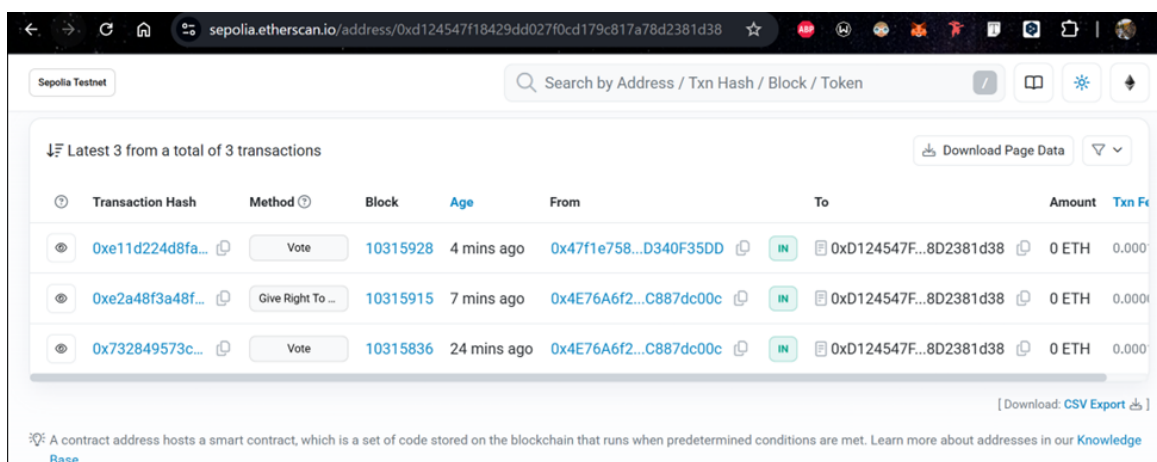 sepolia.etherscan.io/address/0xd124547f18429dd027f0cd179c817a78d2381d38
ABP
Sepolia Testnet
Search by Address / Txn Hash / Block / Token
/
Latest 3 from a total of 3 transactions
Download Page Data
Transaction Hash Method Block Age From To Amount Txn Fe
0xe11d224d8fa... Vote 10315928 4 mins ago 0x47f1e758...D340F35DD IN 0xD124547F...8D2381d38 0 ETH 0.000
0xe2a48f3a48f... Give Right To ... 10315915 7 mins ago 0x4E76A6f2...C887dc00c IN 0xD124547F...8D2381d38 0 ETH 0.000
0x732849573c... Vote 10315836 24 mins ago 0x4E76A6f2...C887dc00c IN 0xD124547F...8D2381d38 0 ETH 0.000
[ Download: CSV Export ]
A contract address hosts a smart contract, which is a set of code stored on the blockchain that runs when predetermined conditions are met. Learn more about addresses in our Knowledge
Base